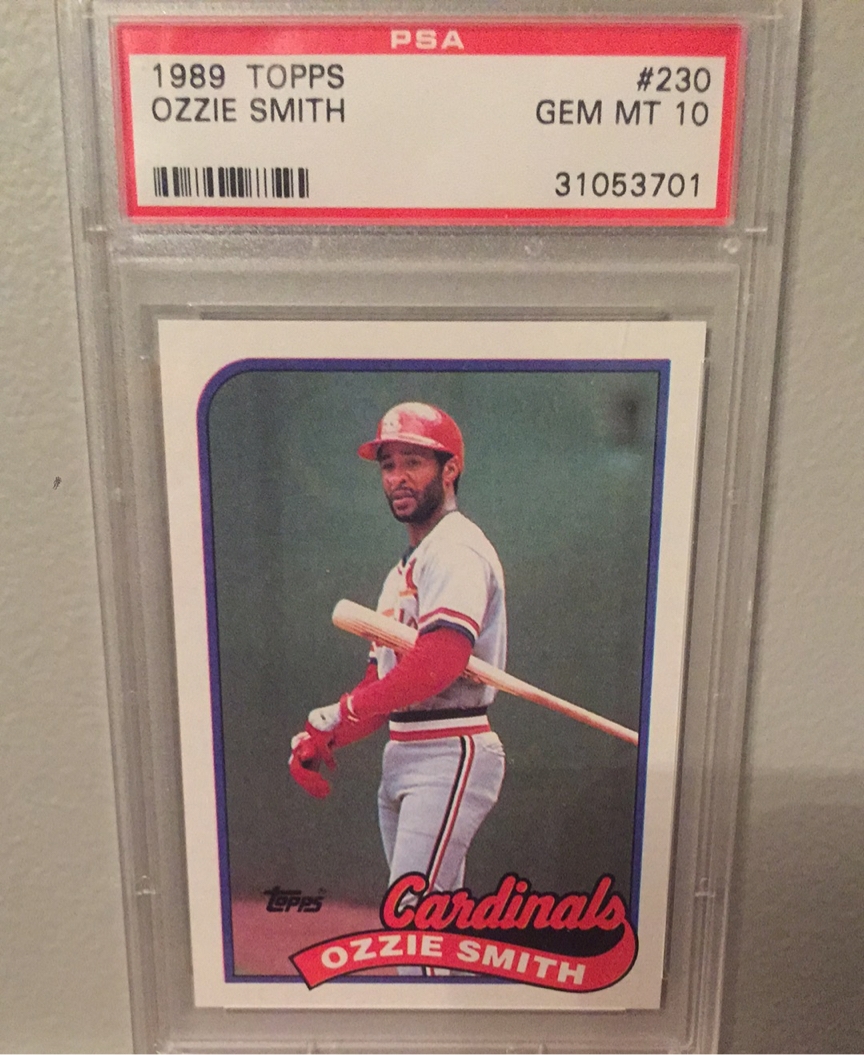 PSA
1989 TOPPS #230
OZZIE SMITH GEM MT 10
31053701
Topps
Cardinals
OZZIE SMITH